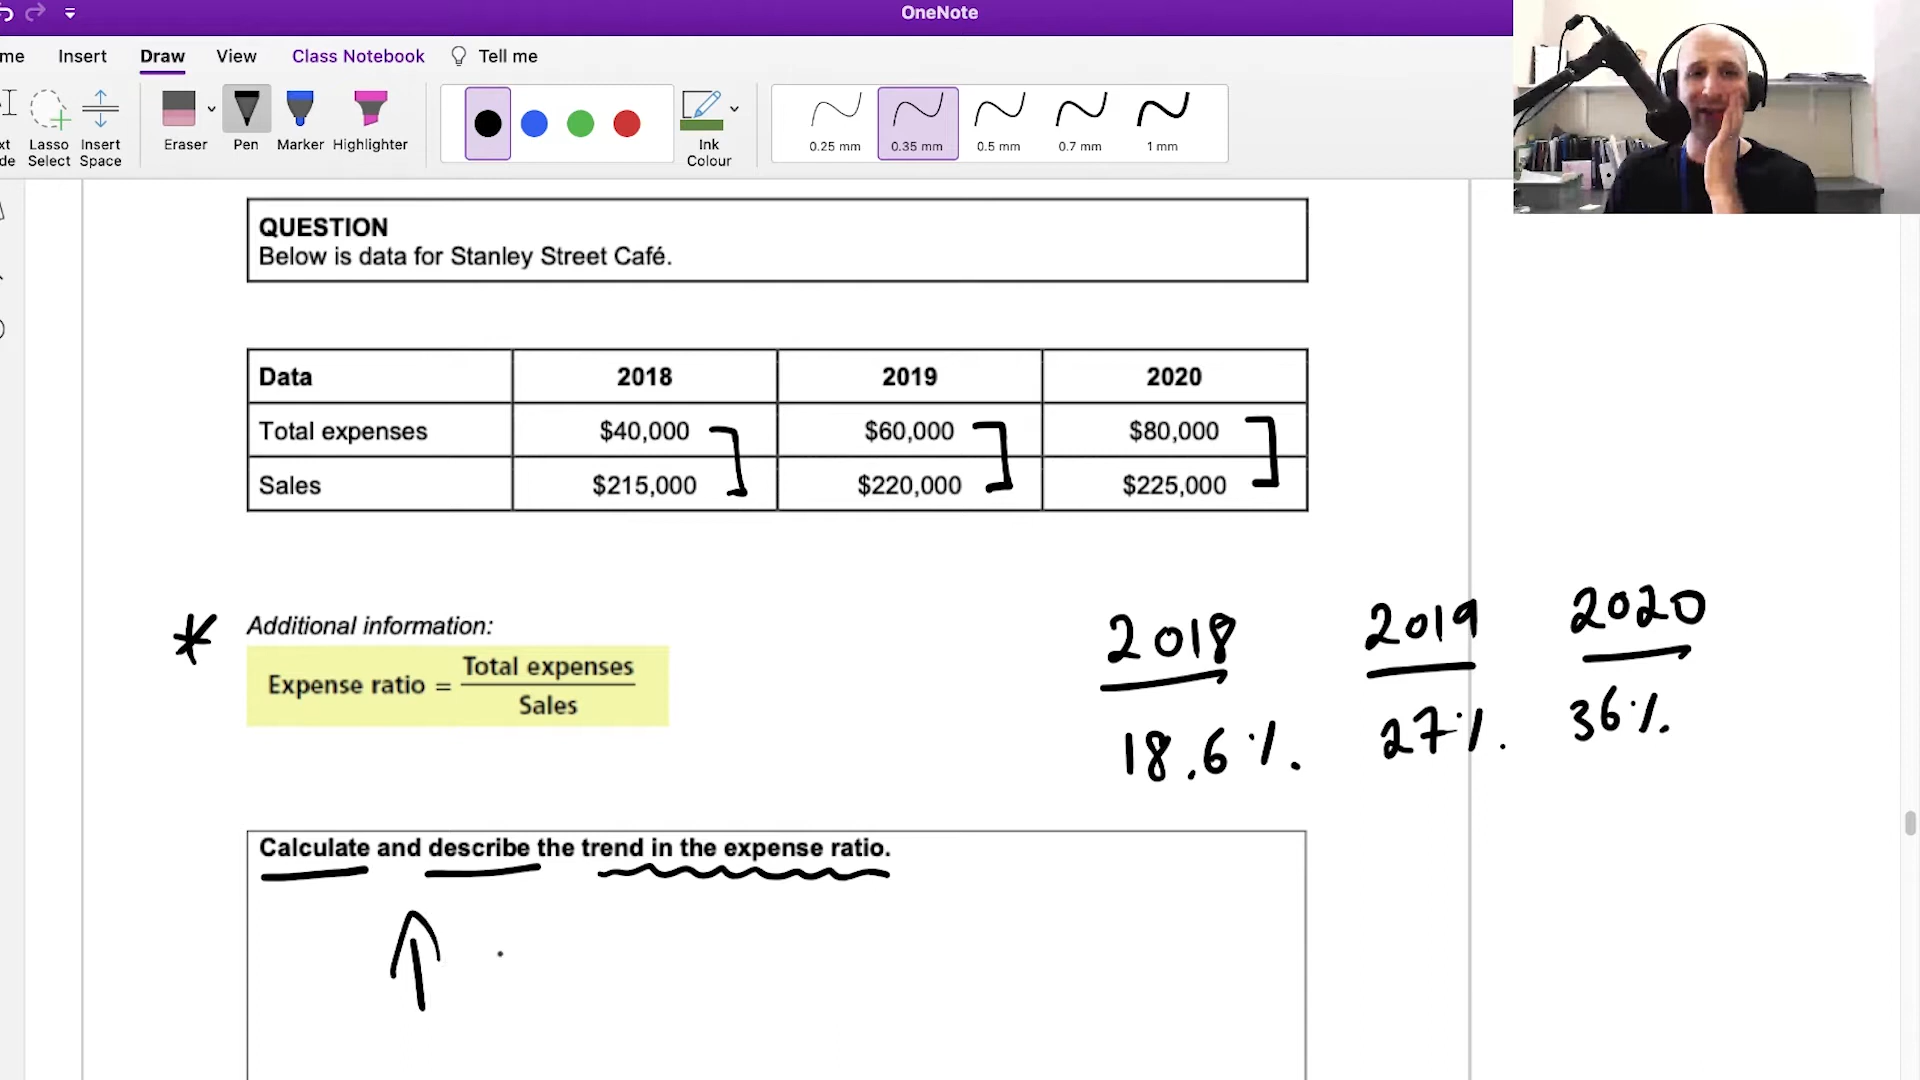 OneNote
me Insert Draw View Class Notebook Tell me
Eraser Pen Marker Highlighter
Lasso Select
Insert Space
Ink Colour
0.25 mm 0.35 mm 0.5 mm 0.7 mm 1 mm
QUESTION
Below is data for Stanley Street Café.
Data 2018 2019 2020
Total expenses $40,000 $60,000 $80,000
Sales $215,000 $220,000 $225,000
* Additional information:
Expense ratio = Total expenses
Sales
2018 2019 2020
18.6%. 27%. 36%.
Calculate and describe the trend in the expense ratio.